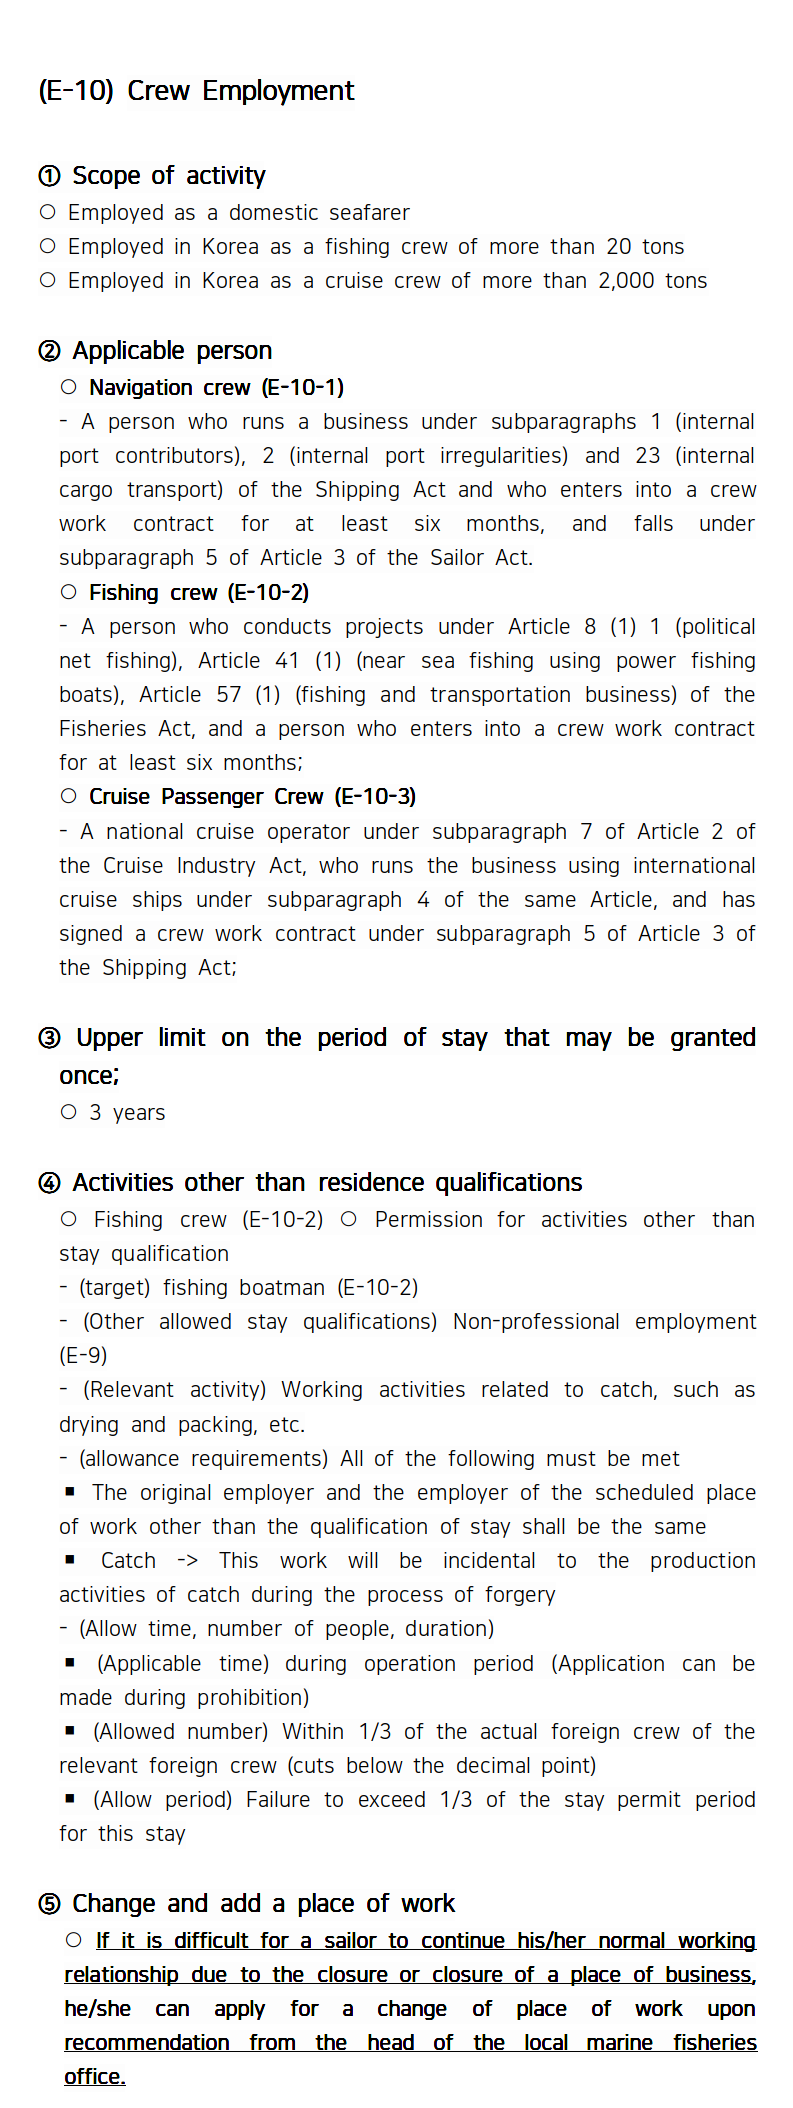 (E-10) Crew Employment
① Scope of activity
○ Employed as a domestic seafarer
○ Employed in Korea as a fishing crew of more than 20 tons
○ Employed in Korea as a cruise crew of more than 2,000 tons
② Applicable person
○ Navigation crew (E-10-1)
- A person who runs a business under subparagraphs 1 (internal
port contributors), 2 (internal port irregularities) and 23 (internal
cargo transport) of the Shipping Act and who enters into a crew
work contract for at least six months, and falls under
subparagraph 5 of Article 3 of the Sailor Act.
○ Fishing crew (E-10-2)
- A person who conducts projects under Article 8 (1) 1 (political
net fishing), Article 41 (1) (near sea fishing using power fishing
boats), Article 57 (1) (fishing and transportation business) of the
Fisheries Act, and a person who enters into a crew work contract
for at least six months;
○ Cruise Passenger Crew (E-10-3)
- A national cruise operator under subparagraph 7 of Article 2 of
the Cruise Industry Act, who runs the business using international
cruise ships under subparagraph 4 of the same Article, and has
signed a crew work contract under subparagraph 5 of Article 3 of
the Shipping Act;
③ Upper limit on the period of stay that may be granted
once;
○ 3 years
④ Activities other than residence qualifications
○ Fishing crew (E-10-2) ○ Permission for activities other than
stay qualification
- (target) fishing boatman (E-10-2)
- (Other allowed stay qualifications) Non-professional employment
(E-9)
- (Relevant activity) Working activities related to catch, such as
drying and packing, etc.
- (allowance requirements) All of the following must be met
▪ The original employer and the employer of the scheduled place
of work other than the qualification of stay shall be the same
▪ Catch -> This work will be incidental to the production
activities of catch during the process of forgery
- (Allow time, number of people, duration)
▪ (Applicable time) during operation period (Application can be
made during prohibition)
▪ (Allowed number) Within 1/3 of the actual foreign crew of the
relevant foreign crew (cuts below the decimal point)
▪ (Allow period) Failure to exceed 1/3 of the stay permit period
for this stay
⑤ Change and add a place of work
○ If it is difficult for a sailor to continue his/her normal working
relationship due to the closure or closure of a place of business,
he/she can apply for a change of place of work upon
recommendation from the head of the local marine fisheries
office.